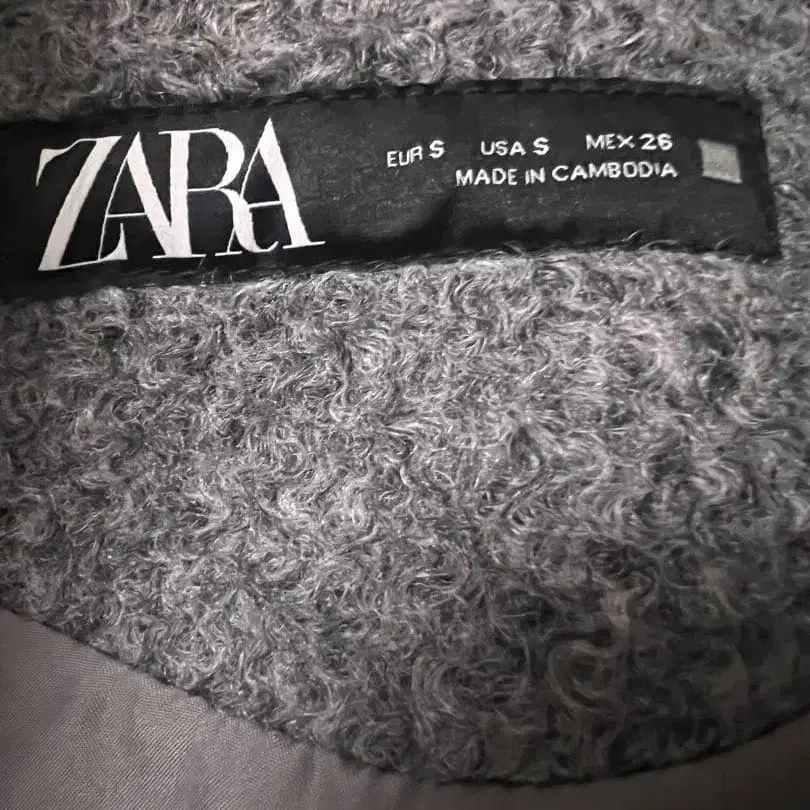 ZARA
EUR S USA S MEX 26
MADE IN CAMBODIA